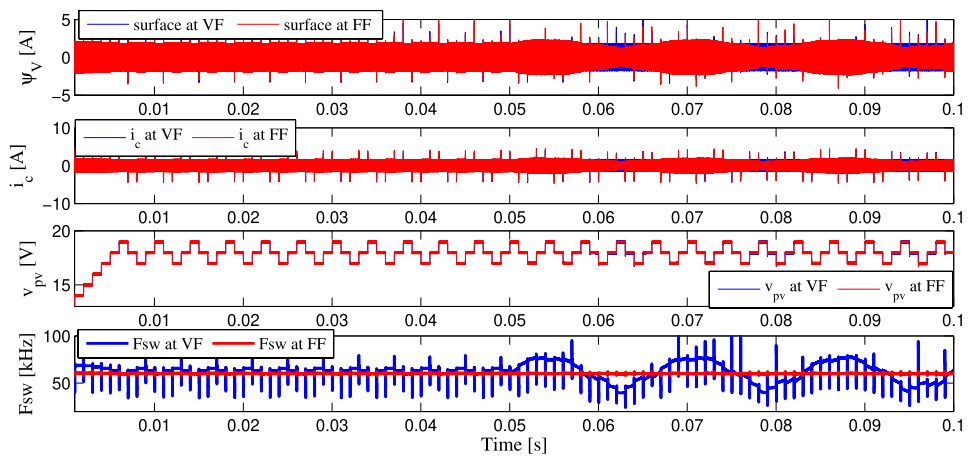 surface at VF surface at FF
ψV [A]
5
0
−5
0.01 0.02 0.03 0.04 0.05 0.06 0.07 0.08 0.09 0.1
ic at VF ic at FF
ic [A]
10
0
−10
0.01 0.02 0.03 0.04 0.05 0.06 0.07 0.08 0.09 0.1
vpv [V]
20
15
vpv at VF vpv at FF
0.01 0.02 0.03 0.04 0.05 0.06 0.07 0.08 0.09 0.1
Fsw at VF Fsw at FF
Fsw [kHz]
100
50
0.01 0.02 0.03 0.04 0.05 0.06 0.07 0.08 0.09 0.1
Time [s]